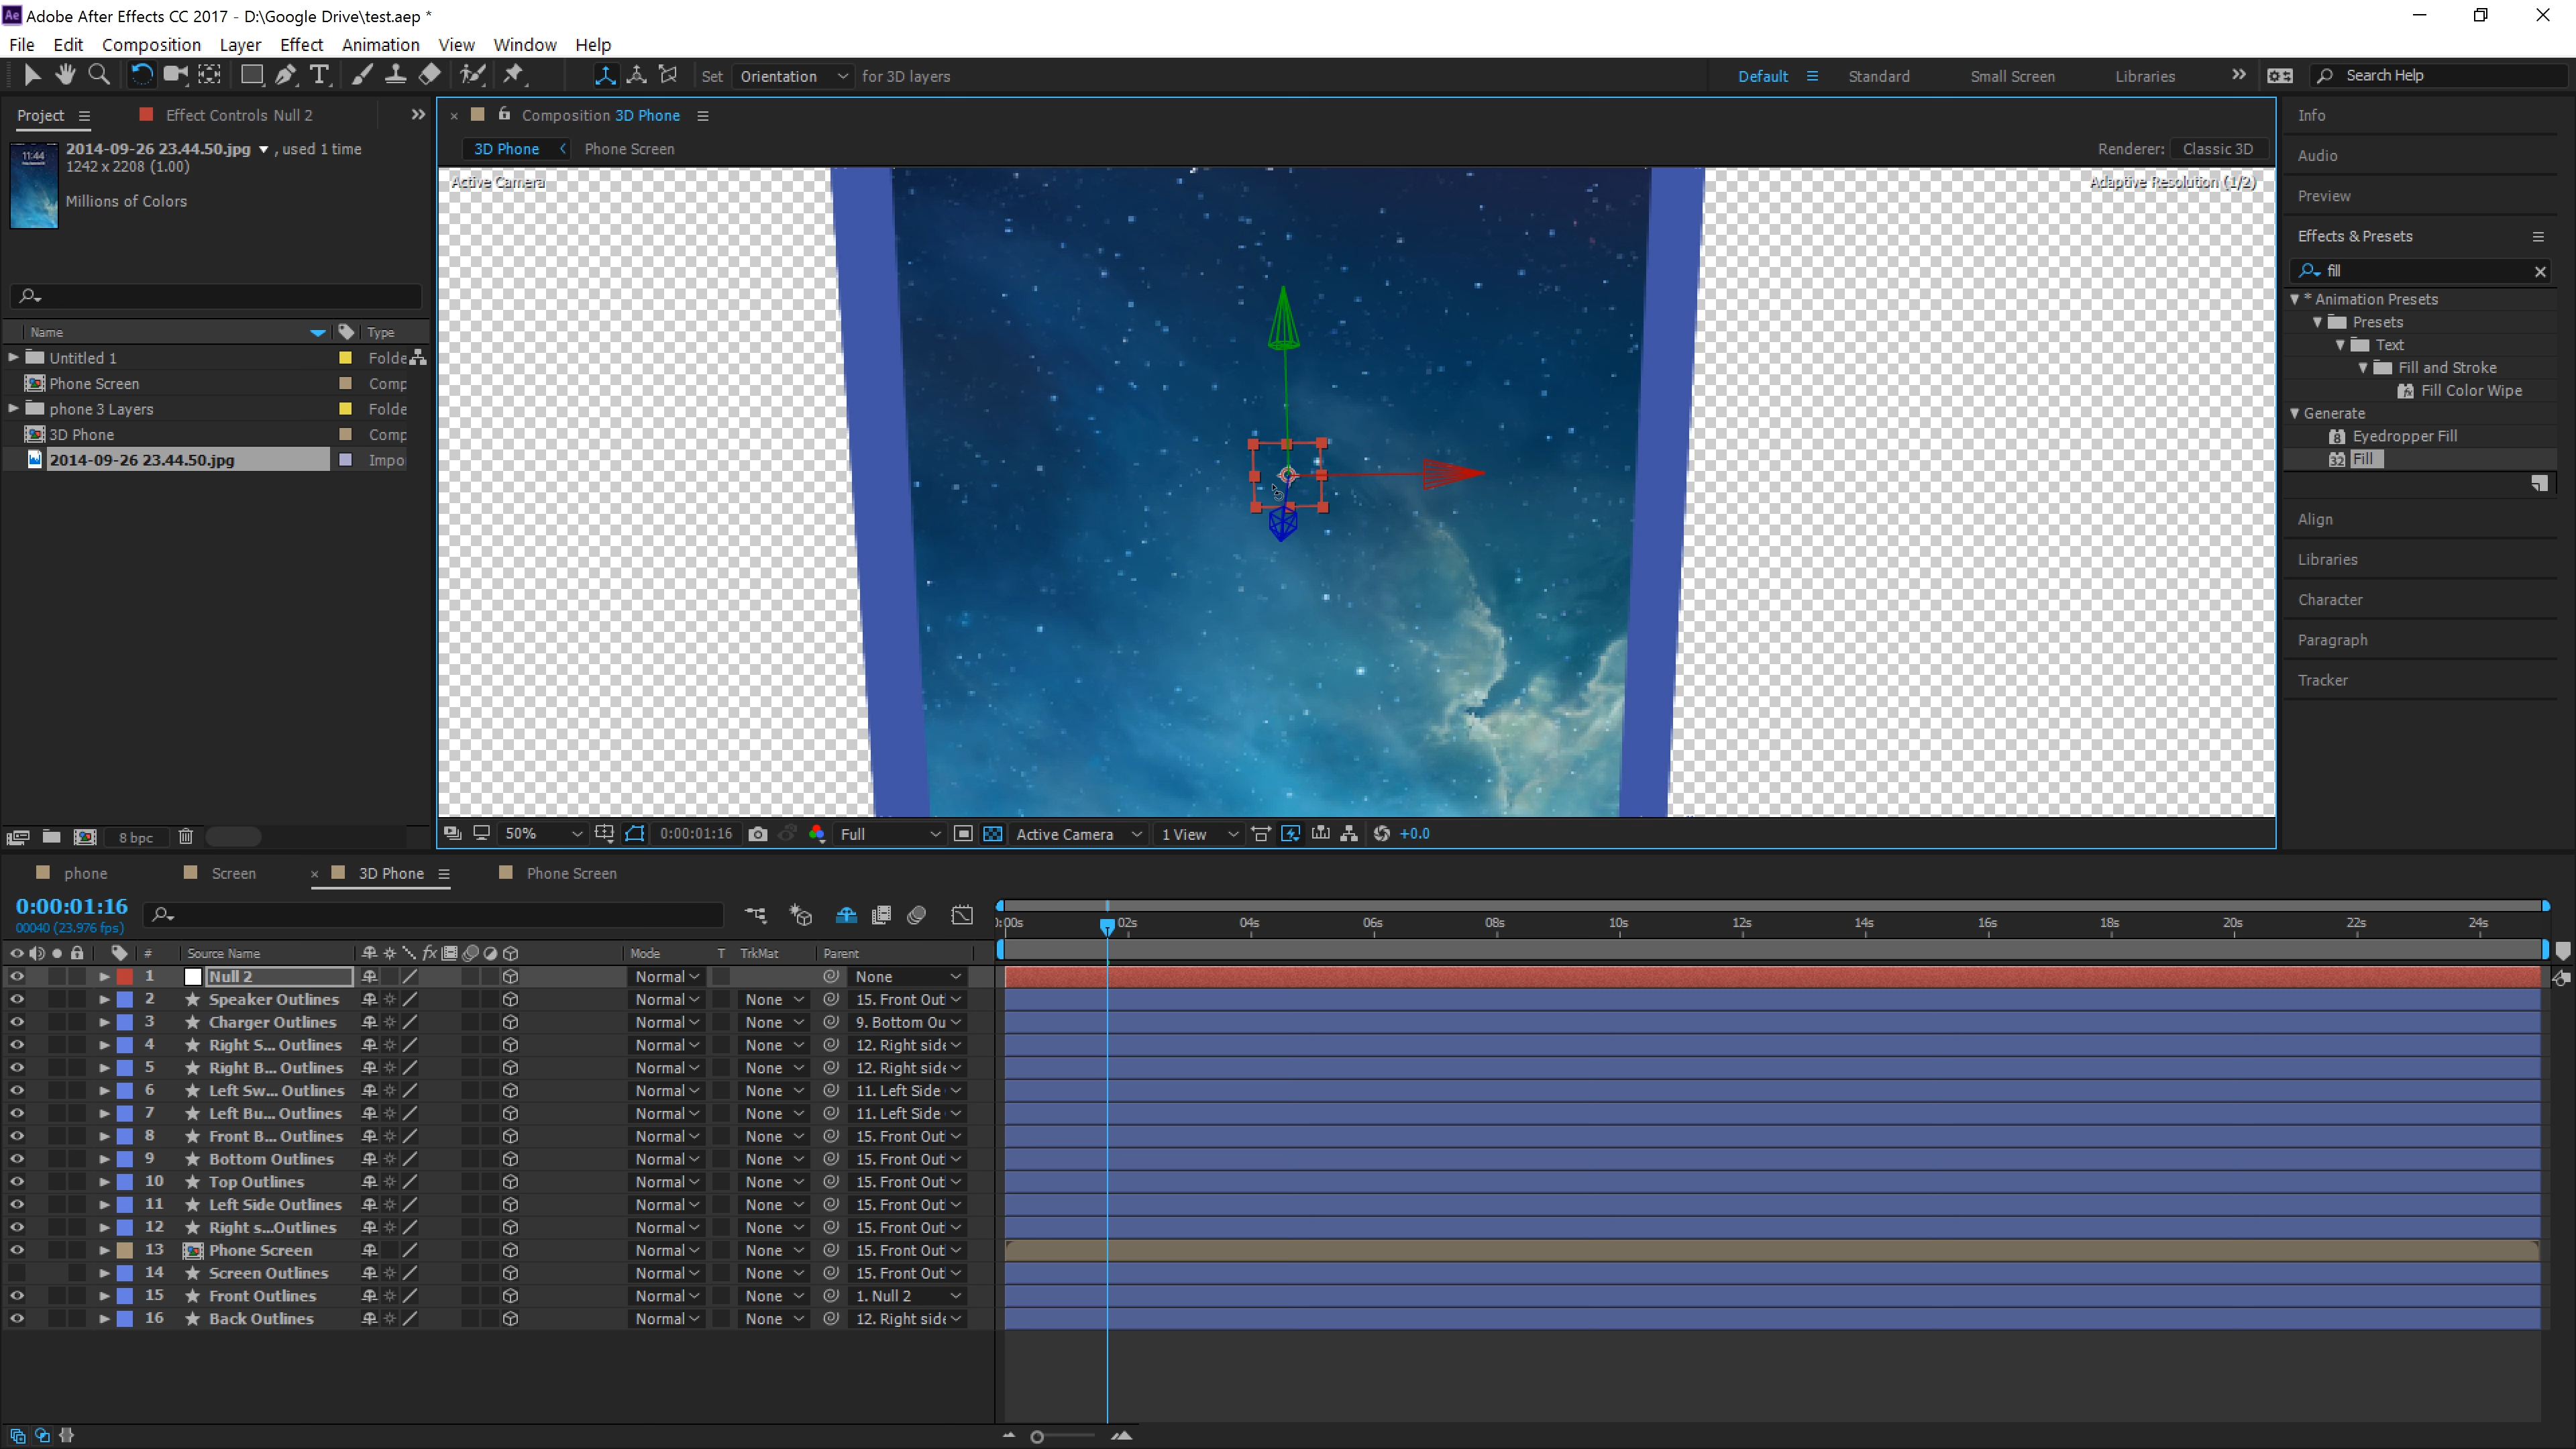 Ae Adobe After Effects CC 2017 - D:\Google Drive\test.aep *
File Edit Composition Layer Effect Animation View Window Help
Set Orientation for 3D layers Default Standard Small Screen Libraries Search Help
Project Effect Controls Null 2
2014-09-26 23.44.50.jpg , used 1 time
1242 x 2208 (1.00)
Millions of Colors
11:44
Name Type
Untitled 1 Folde
Phone Screen Comp
phone 3 Layers Folde
3D Phone Comp
2014-09-26 23.44.50.jpg Impo
8 bpc
Composition 3D Phone
3D Phone Phone Screen Renderer: Classic 3D
Active Camera Adaptive Resolution (1/2)
50% 0:00:01:16 Full Active Camera 1 View +0.0
Info
Audio
Preview
Effects & Presets
fill
* Animation Presets
Presets
Text
Fill and Stroke
Fill Color Wipe
Generate
8 Eyedropper Fill
32 Fill
Align
Libraries
Character
Paragraph
Tracker
phone Screen 3D Phone Phone Screen
0:00:01:16
00040 (23.976 fps)
):00s 02s 04s 06s 08s 10s 12s 14s 16s 18s 20s 22s 24s
# Source Name fx Mode T TrkMat Parent
1 Null 2 Normal None
2 Speaker Outlines Normal None 15. Front Out
3 Charger Outlines Normal None 9. Bottom Ou
4 Right S... Outlines Normal None 12. Right side
5 Right B... Outlines Normal None 12. Right side
6 Left Sw... Outlines Normal None 11. Left Side
7 Left Bu... Outlines Normal None 11. Left Side
8 Front B... Outlines Normal None 15. Front Out
9 Bottom Outlines Normal None 15. Front Out
10 Top Outlines Normal None 15. Front Out
11 Left Side Outlines Normal None 15. Front Out
12 Right s...Outlines Normal None 15. Front Out
13 Phone Screen Normal None 15. Front Out
14 Screen Outlines Normal None 15. Front Out
15 Front Outlines Normal None 1. Null 2
16 Back Outlines Normal None 12. Right side